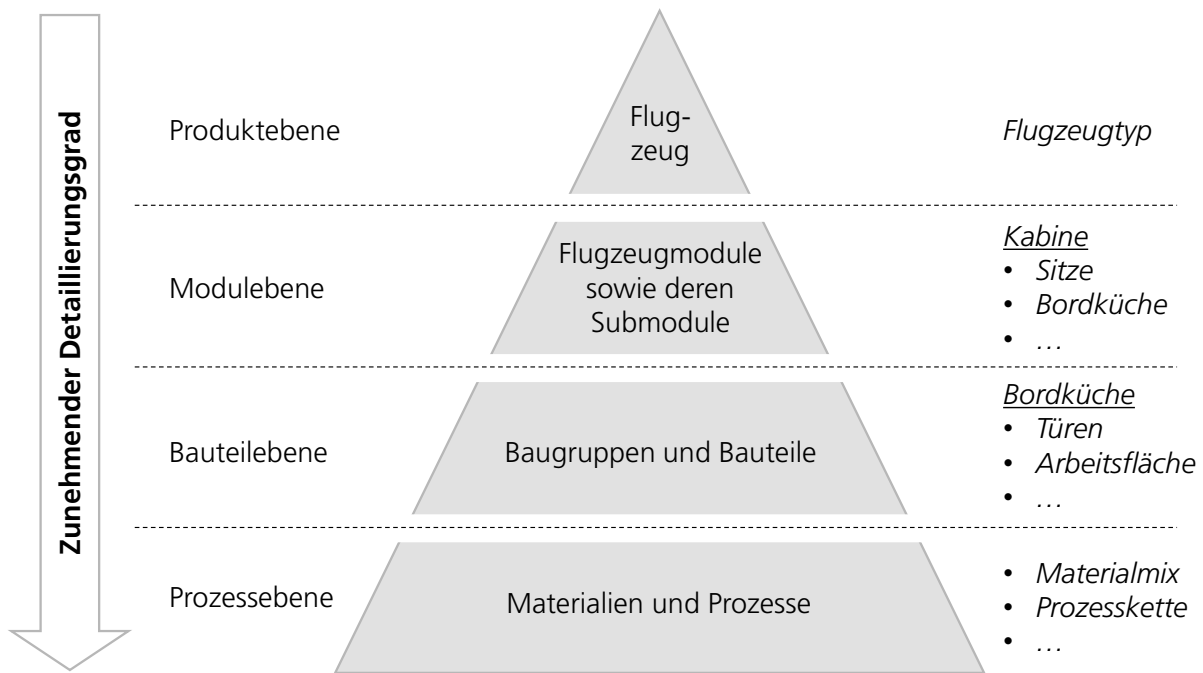 Zunehmender Detaillierungsgrad
Produktebene
Flug-
zeug
Flugzeugtyp
Modulebene
Flugzeugmodule
sowie deren
Submodule
Kabine
• Sitze
• Bordküche
• …
Bauteilebene
Baugruppen und Bauteile
Bordküche
• Türen
• Arbeitsfläche
• …
Prozessebene
Materialien und Prozesse
• Materialmix
• Prozesskette
• …